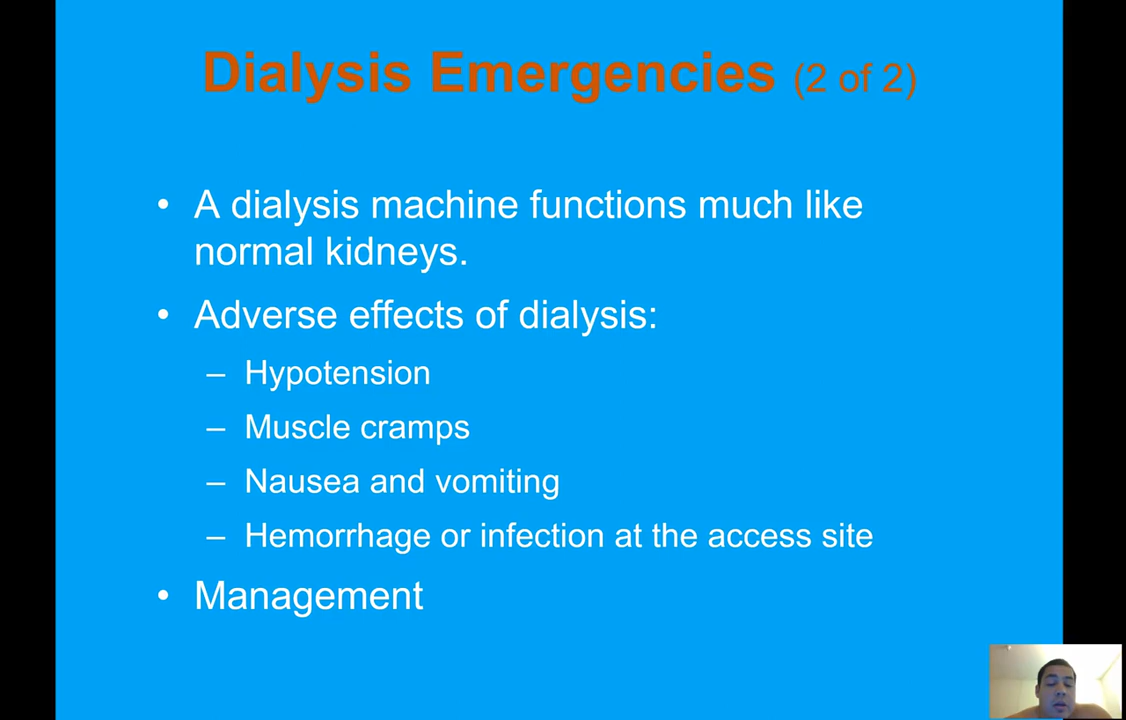 Dialysis Emergencies (2 of 2)
• A dialysis machine functions much like
normal kidneys.
• Adverse effects of dialysis:
– Hypotension
– Muscle cramps
– Nausea and vomiting
– Hemorrhage or infection at the access site
• Management